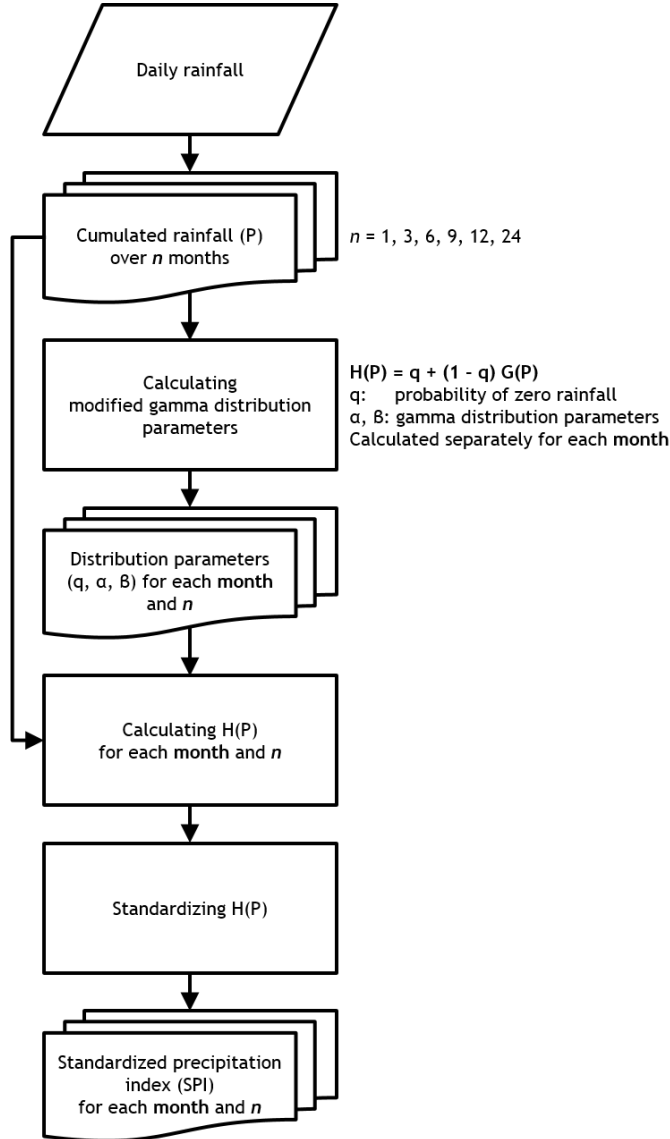 Daily rainfall
Cumulated rainfall (P)
over n months
n = 1, 3, 6, 9, 12, 24
Calculating
modified gamma distribution
parameters
H(P) = q + (1 - q) G(P)
q: probability of zero rainfall
α, β: gamma distribution parameters
Calculated separately for each month
Distribution parameters
(q, α, β) for each month
and n
Calculating H(P)
for each month and n
Standardizing H(P)
Standardized precipitation
index (SPI)
for each month and n